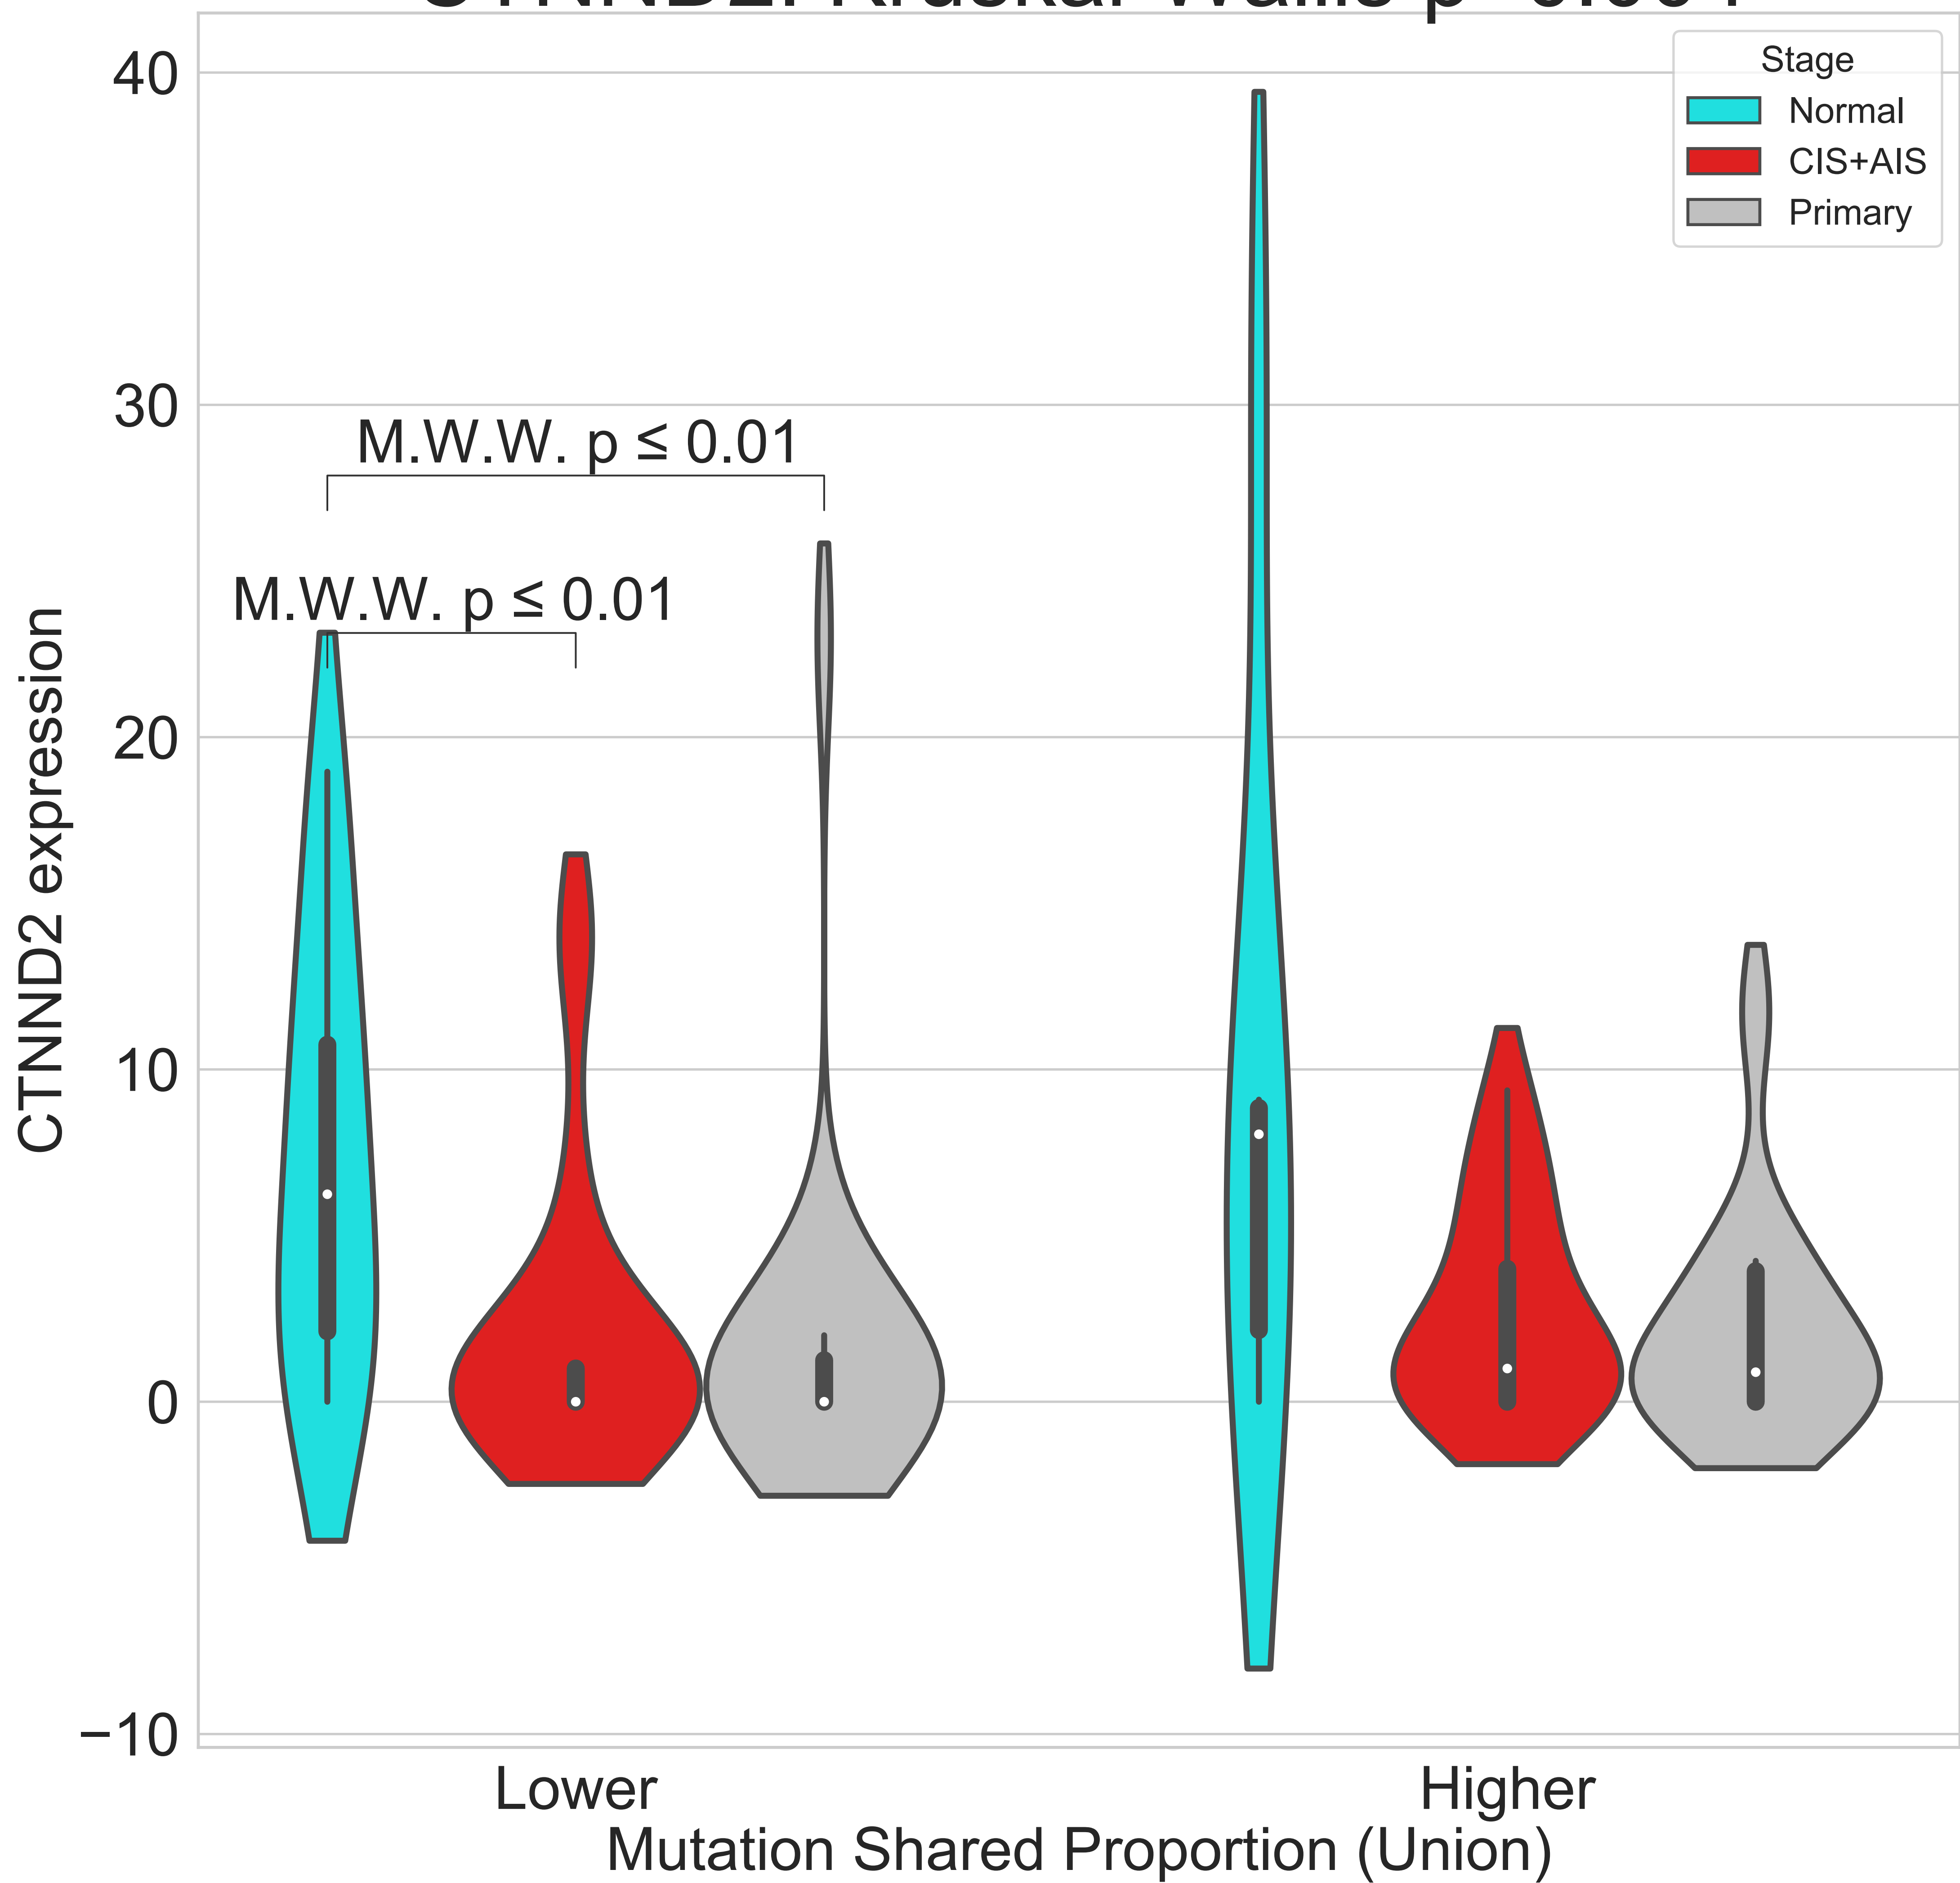 40
30
20
10
0
−10
CTNND2 expression
Stage
Normal
CIS+AIS
Primary
M.W.W. p ≤ 0.01
M.W.W. p ≤ 0.01
Lower
Higher
Mutation Shared Proportion (Union)